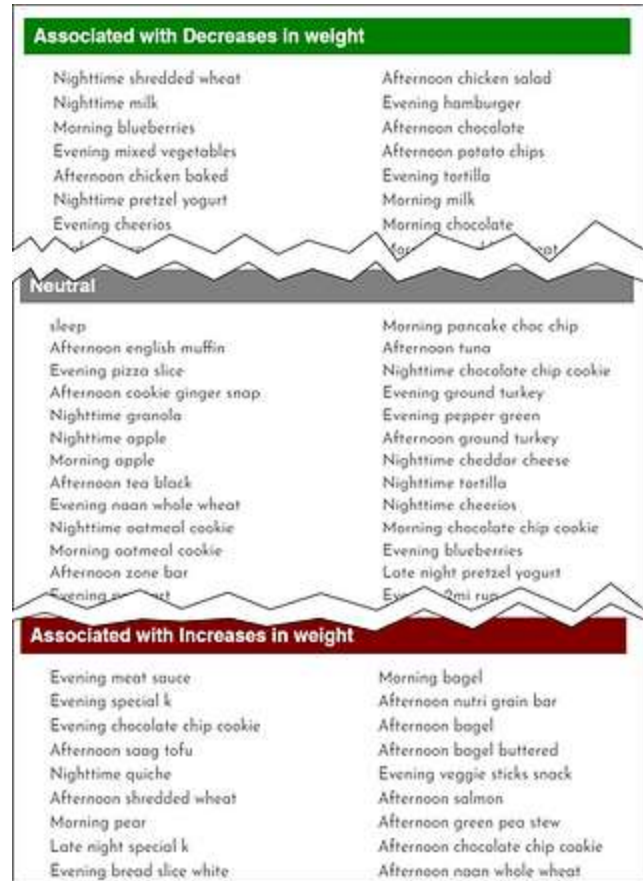 Associated with Decreases in weight
Nighttime shredded wheat
Nighttime milk
Morning blueberries
Evening mixed vegetables
Afternoon chicken baked
Nighttime pretzel yogurt
Evening cheerios
Afternoon chicken salad
Evening hamburger
Afternoon chocolate
Afternoon potato chips
Evening tortilla
Morning milk
Morning chocolate
Neutral
sleep
Afternoon english muffin
Evening pizza slice
Afternoon cookie ginger snap
Nighttime granola
Nighttime apple
Morning apple
Afternoon tea black
Evening naan whole wheat
Nighttime oatmeal cookie
Morning oatmeal cookie
Afternoon zone bar
Evening
Morning pancake choc chip
Afternoon tuna
Nighttime chocolate chip cookie
Evening ground turkey
Evening pepper green
Afternoon ground turkey
Nighttime cheddar cheese
Nighttime tortilla
Nighttime cheerios
Morning chocolate chip cookie
Evening blueberries
Late night pretzel yogurt
2mi run
Associated with Increases in weight
Evening meat sauce
Evening special k
Evening chocolate chip cookie
Afternoon saag tofu
Nighttime quiche
Afternoon shredded wheat
Morning pear
Late night special k
Evening bread slice white
Morning bagel
Afternoon nutri grain bar
Afternoon bagel
Afternoon bagel buttered
Evening veggie sticks snack
Afternoon salmon
Afternoon green pea stew
Afternoon chocolate chip cookie
Afternoon naan whole wheat